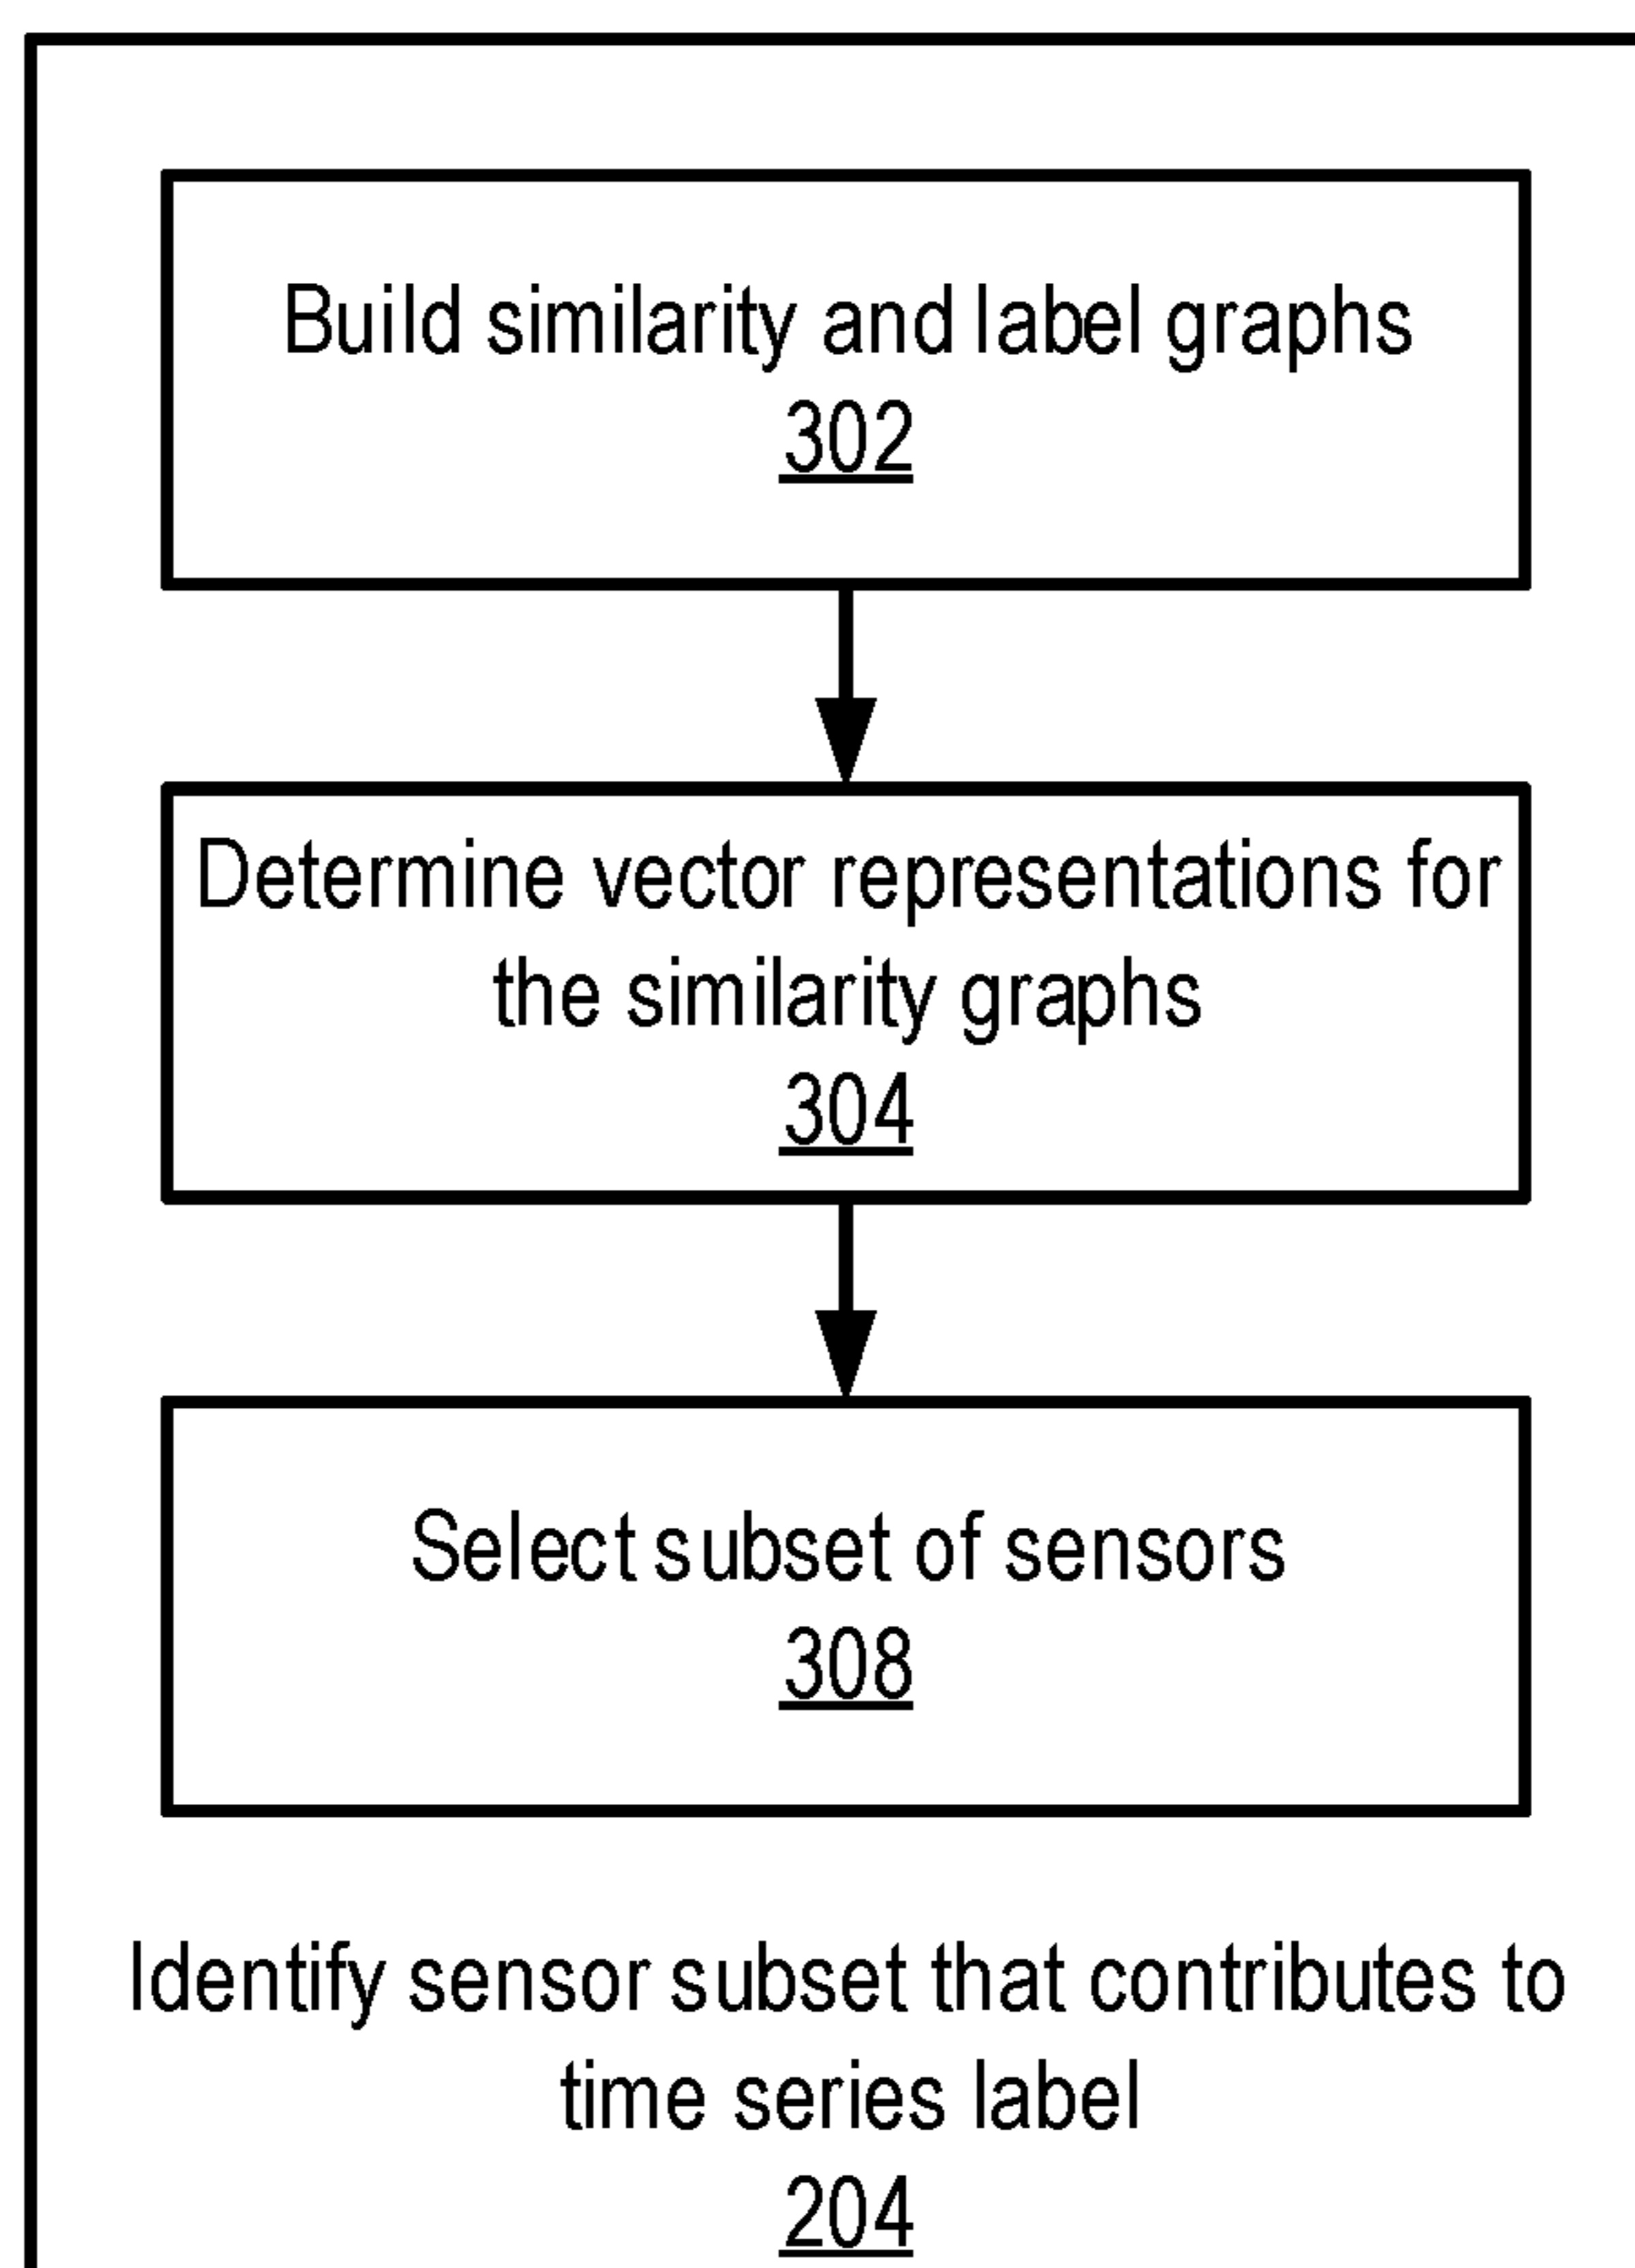 Build similarity and label graphs
302
Determine vector representations for
the similarity graphs
304
Select subset of sensors
308
Identify sensor subset that contributes to
time series label
204